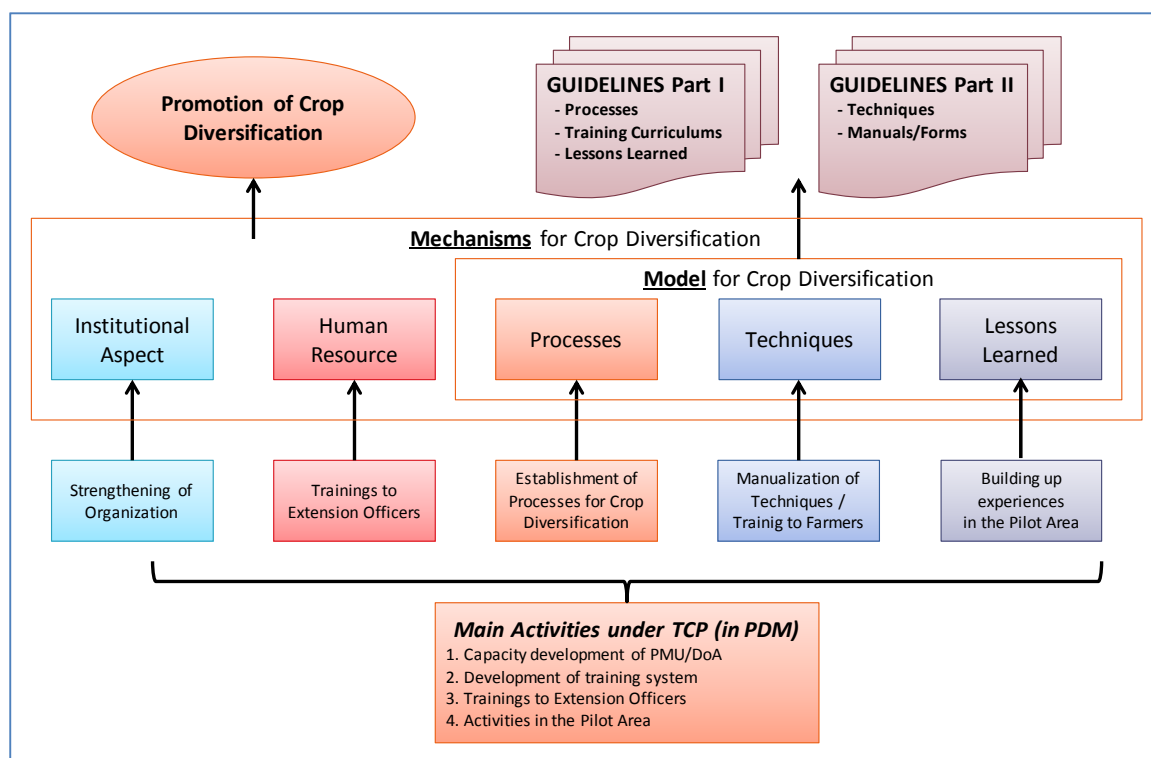 Promotion of Crop
Diversification
GUIDELINES Part I
- Processes
- Training Curriculums
- Lessons Learned
GUIDELINES Part II
- Techniques
- Manuals/Forms
Mechanisms for Crop Diversification
Model for Crop Diversification
Institutional
Aspect
Human
Resource
Processes
Techniques
Lessons
Learned
Strengthening of
Organization
Trainings to
Extension Officers
Establishment of
Processes for Crop
Diversification
Manualization of
Techniques /
Trainig to Farmers
Building up
experiences
in the Pilot Area
Main Activities under TCP (in PDM)
1. Capacity development of PMU/DoA
2. Development of training system
3. Trainings to Extension Officers
4. Activities in the Pilot Area